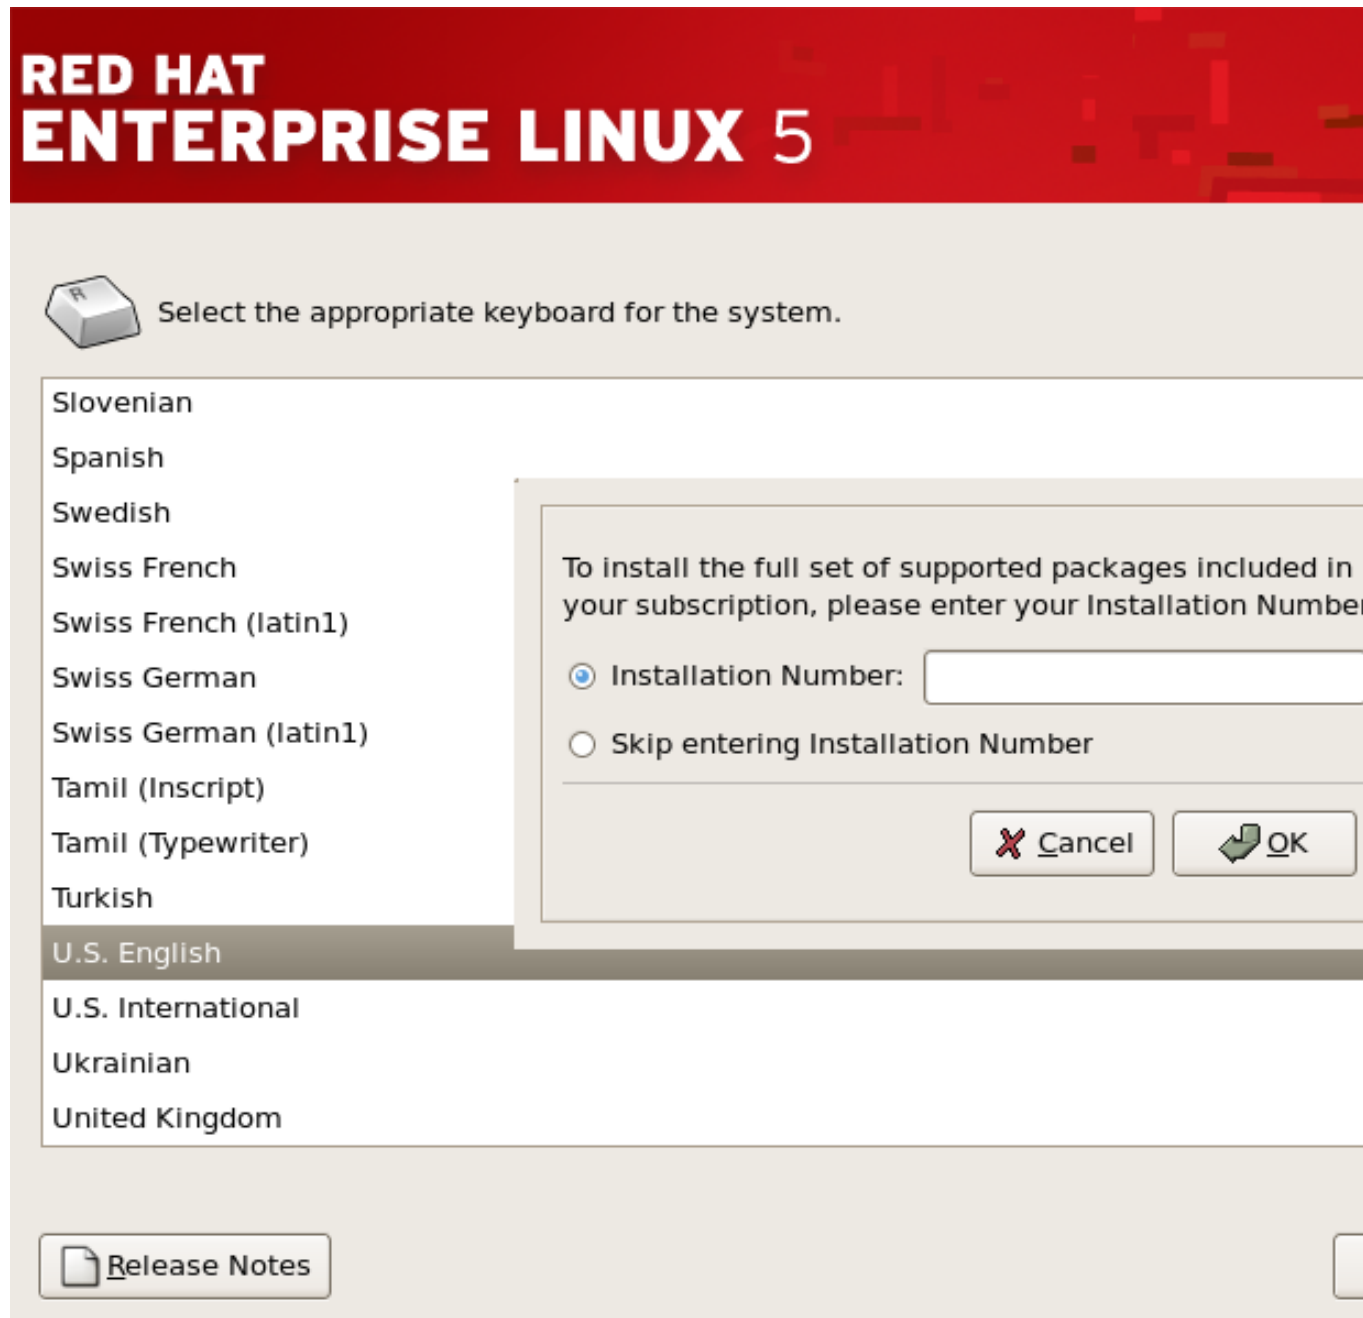 RED HAT
ENTERPRISE LINUX 5
R
Select the appropriate keyboard for the system.
Slovenian
Spanish
Swedish
Swiss French
Swiss French (latin1)
Swiss German
Swiss German (latin1)
Tamil (Inscript)
Tamil (Typewriter)
Turkish
U.S. English
U.S. International
Ukrainian
United Kingdom
To install the full set of supported packages included in
your subscription, please enter your Installation Number
Installation Number:
Skip entering Installation Number
Cancel
OK
Release Notes